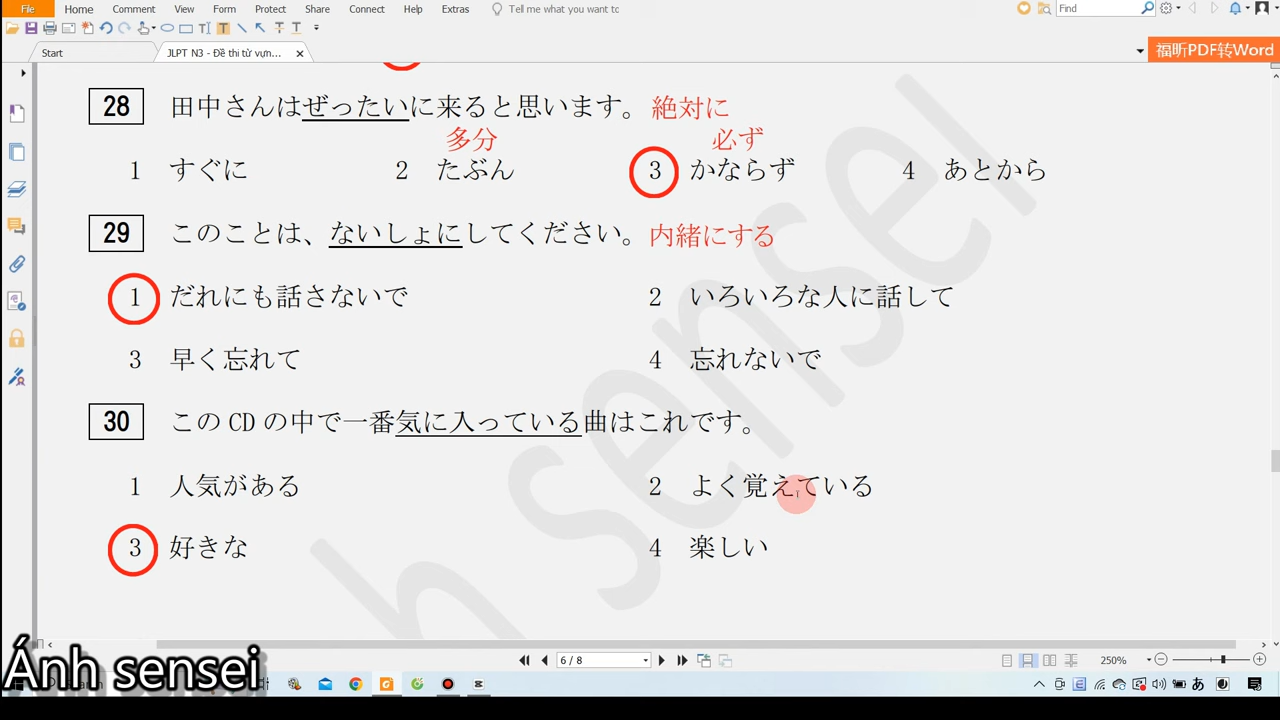 File Home Comment View Form Protect Share Connect Help Extras Tell me what you want to Find
Start JLPT N3 - Đề thi từ vựn... 福昕PDF转Word
28 田中さんはぜったいに来ると思います。 絶対に
多分 必ず
1 すぐに 2 たぶん 3 かならず 4 あとから
29 このことは、ないしょにしてください。 内緒にする
1 だれにも話さないで 2 いろいろな人に話して
3 早く忘れて 4 忘れないで
30 このCDの中で一番気に入っている曲はこれです。
1 人気がある 2 よく覚えている
3 好きな 4 楽しい
h sensei
6 / 8 250%
Ánh sensei
あ